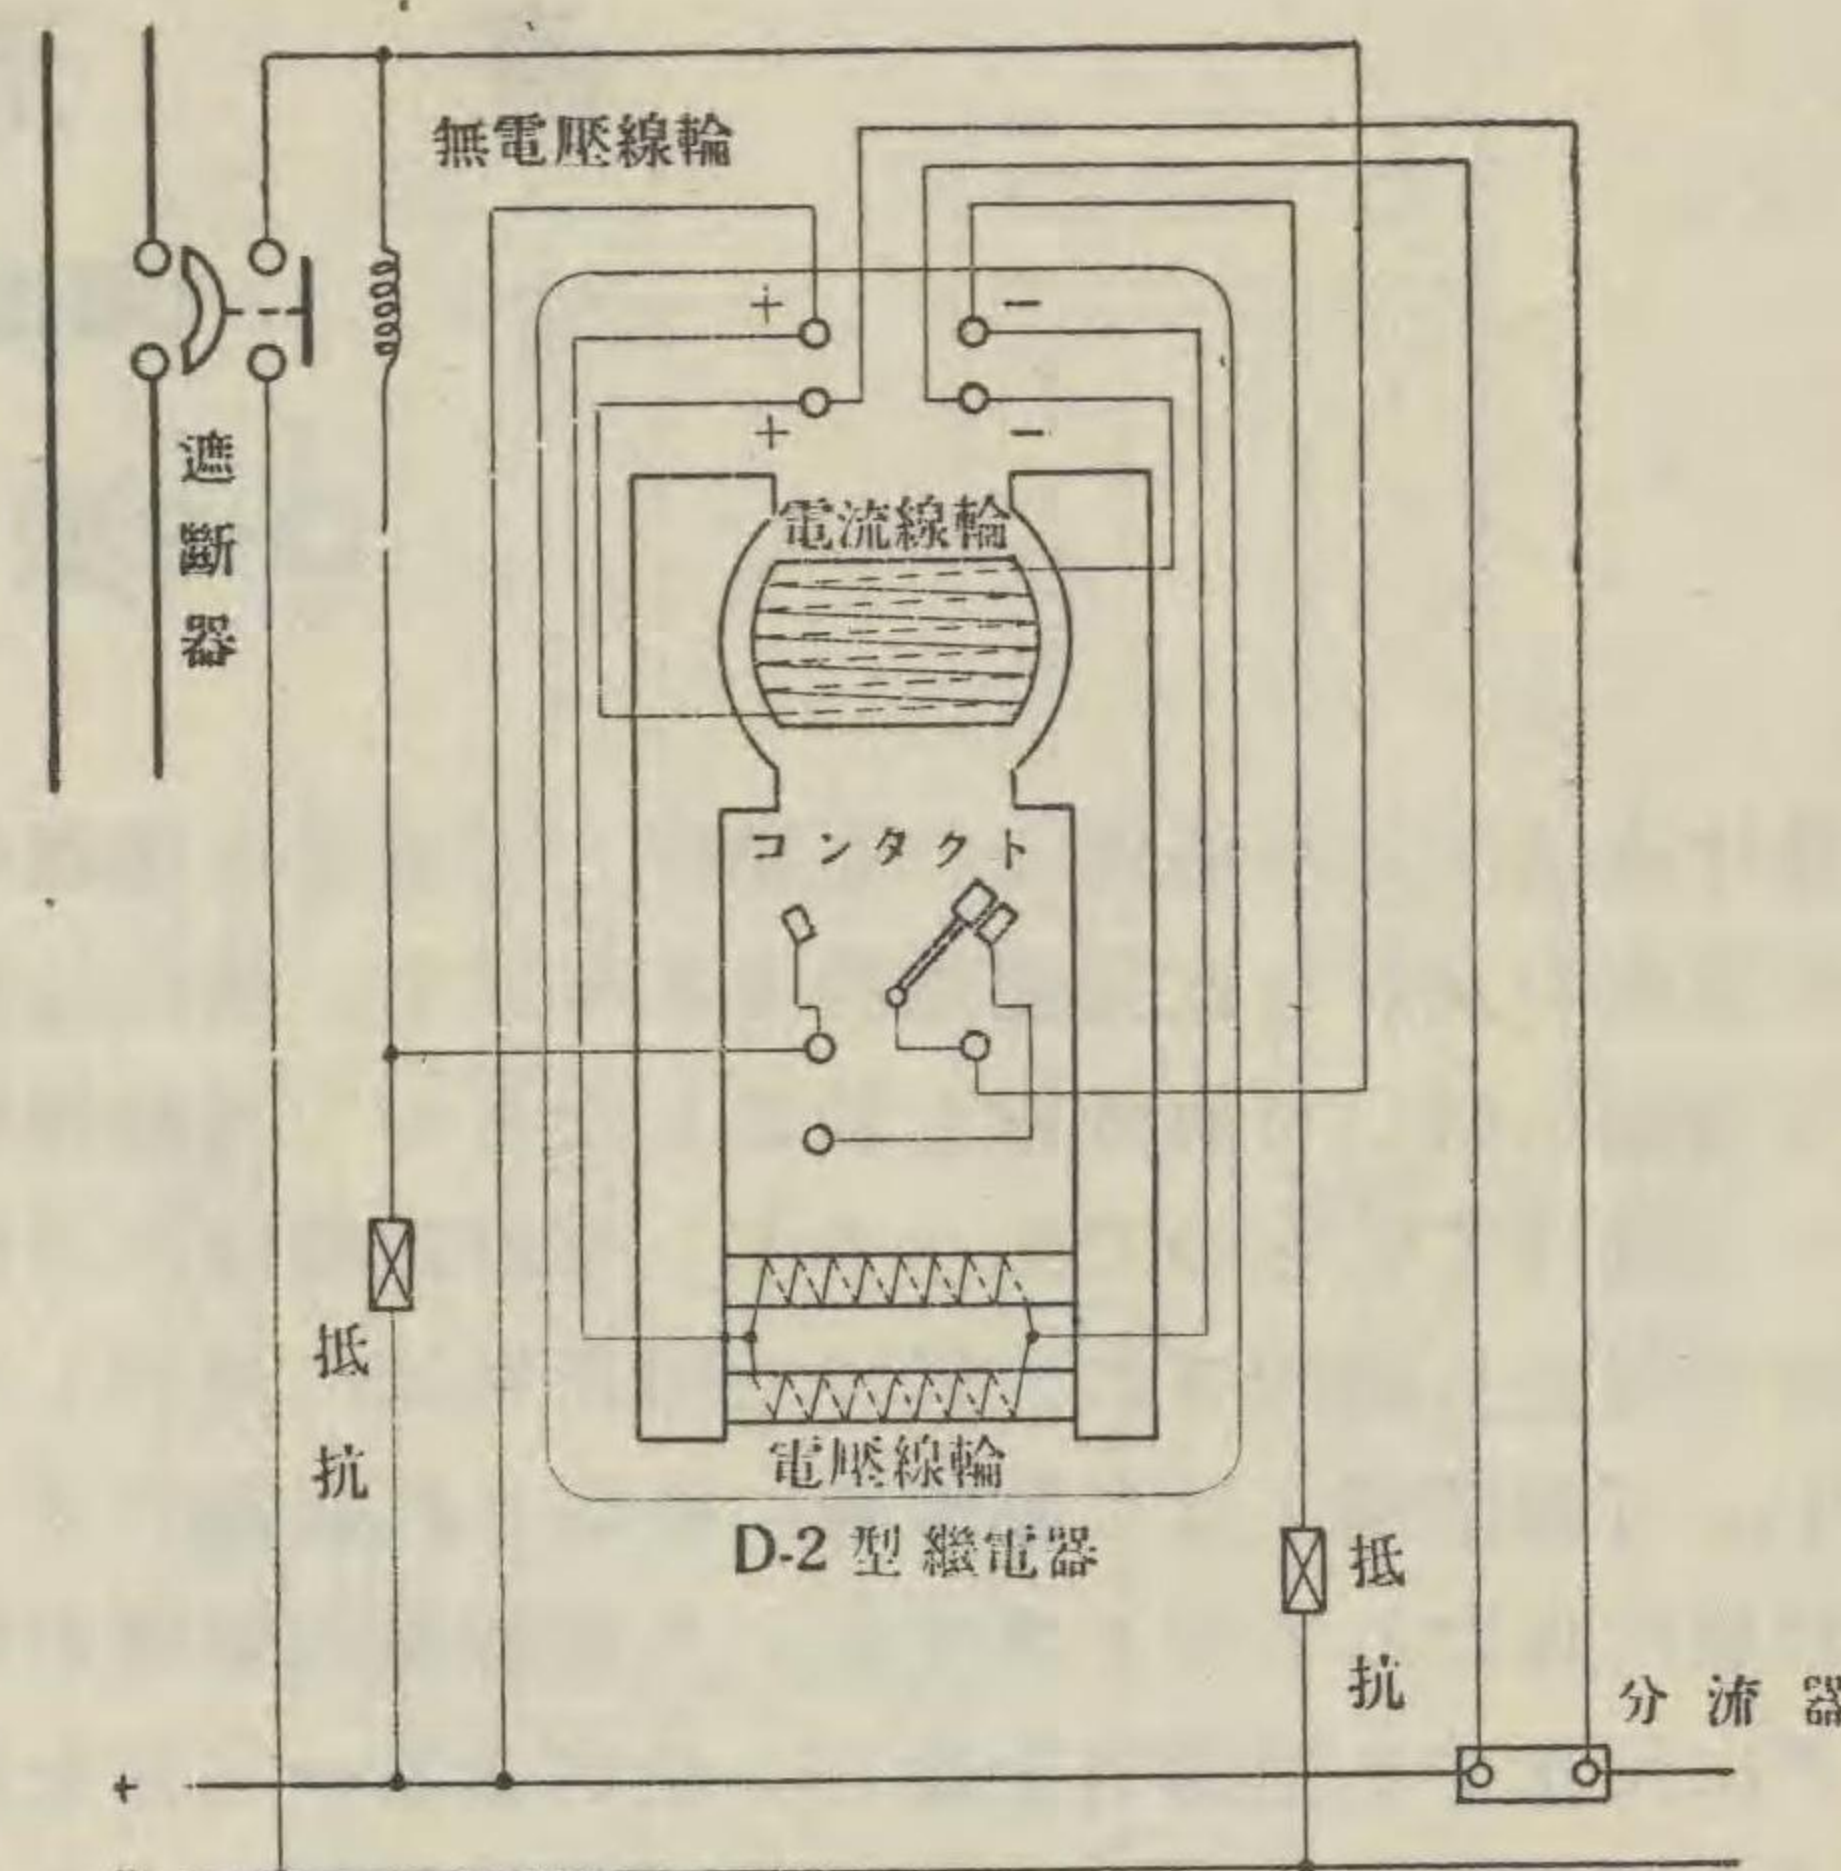 無電壓線輪
+ −
+ −
遮斷器
電流線輪
コンタクト
抵抗
電壓線輪
D-2 型繼電器
抵抗
分流器
+